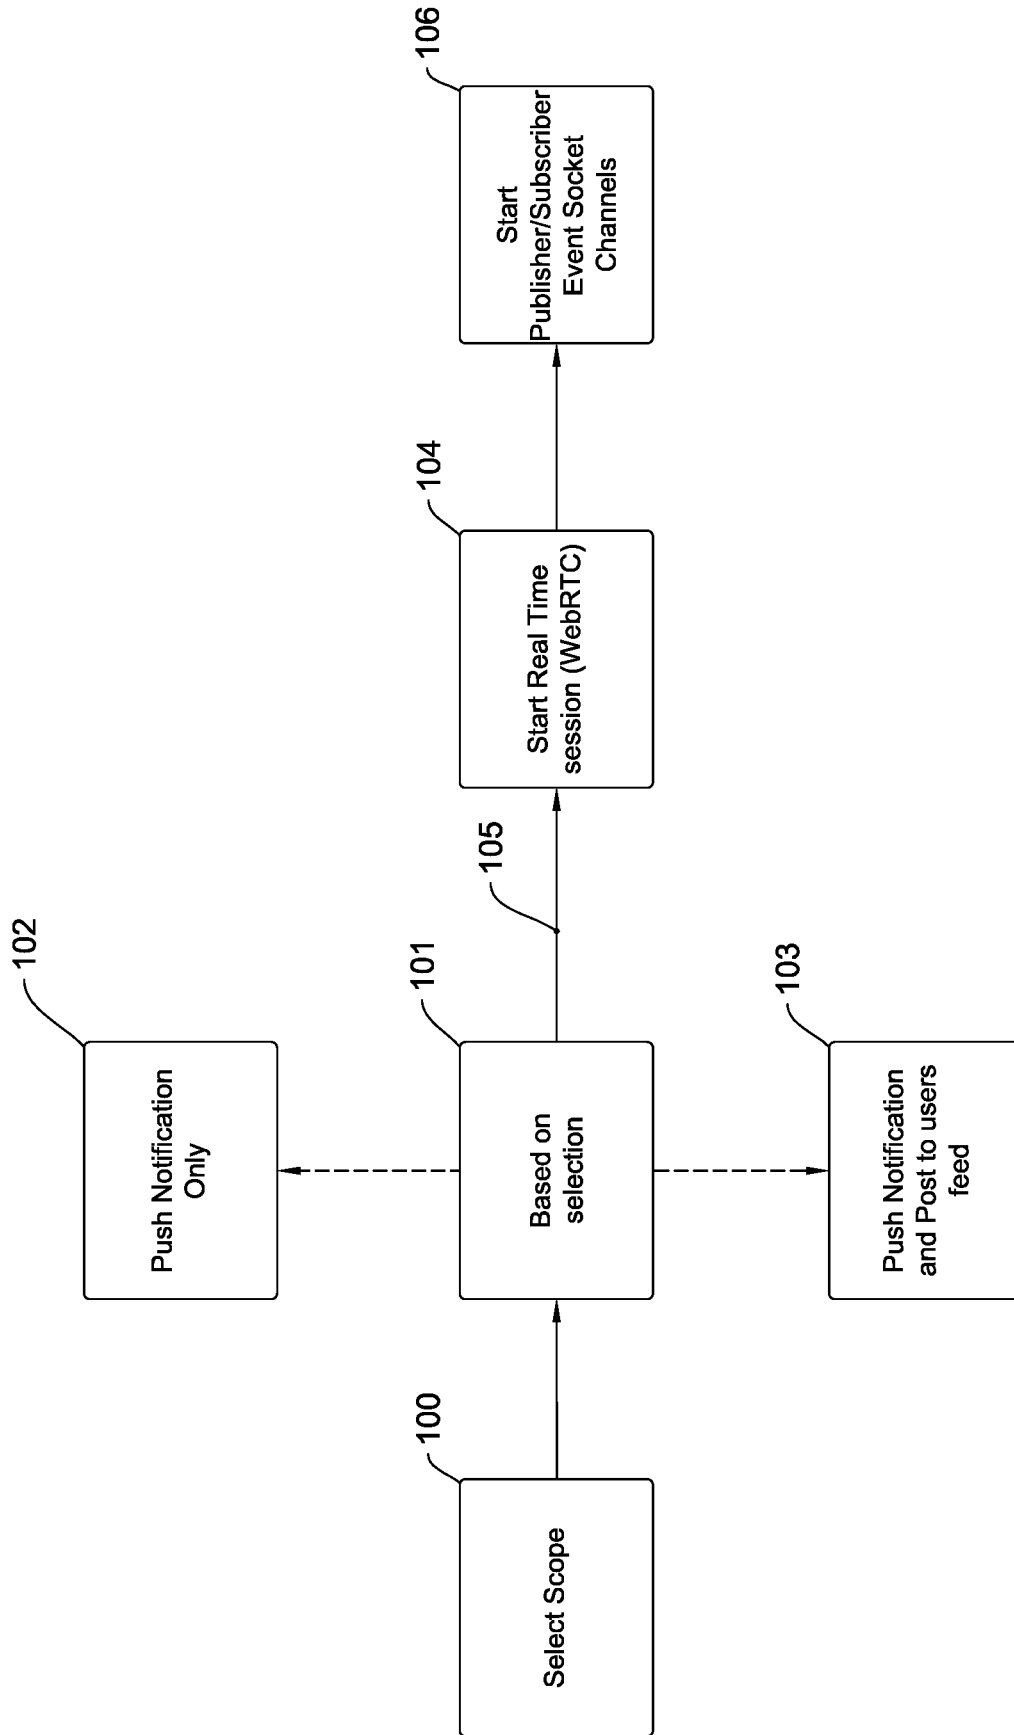 102
Push Notification
Only
100
Select Scope
101
Based on
selection
105
104
Start Real Time
session (WebRTC)
106
Start
Publisher/Subscriber
Event Socket
Channels
103
Push Notification
and Post to users
feed